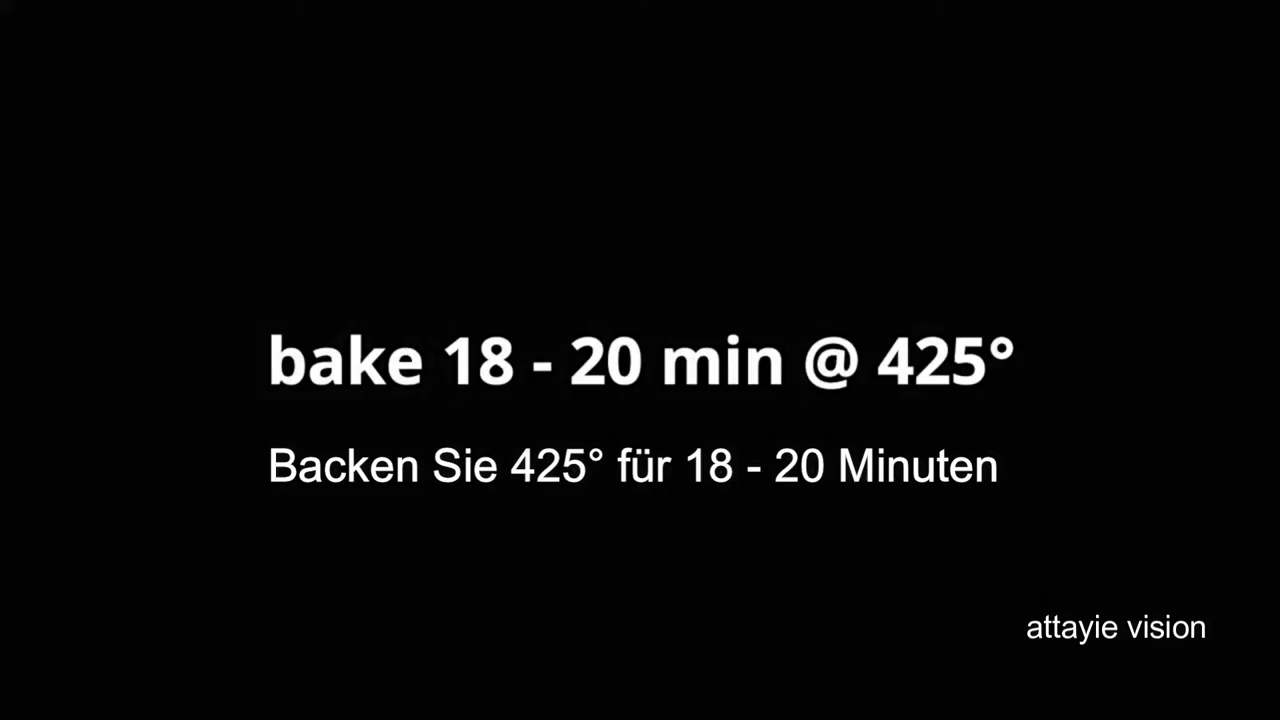 bake 18 - 20 min @ 425°
Backen Sie 425° für 18 - 20 Minuten
attayie vision